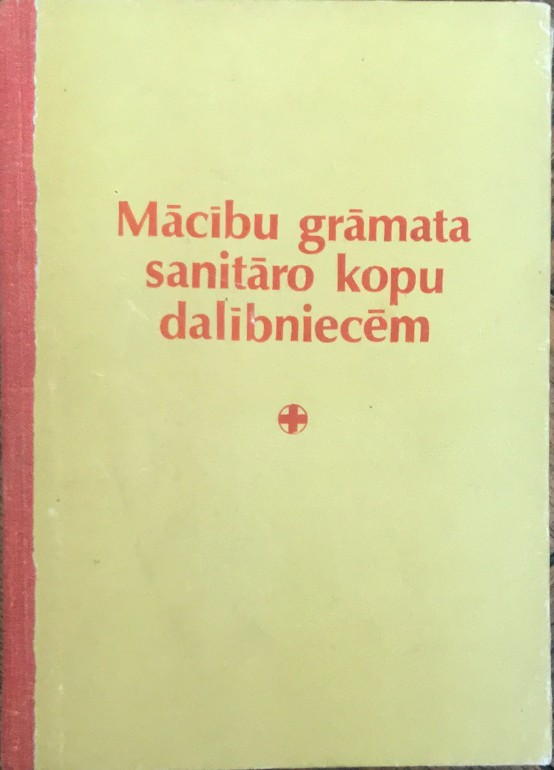 Mācību grāmata
sanitāro kopu
dalībniecēm